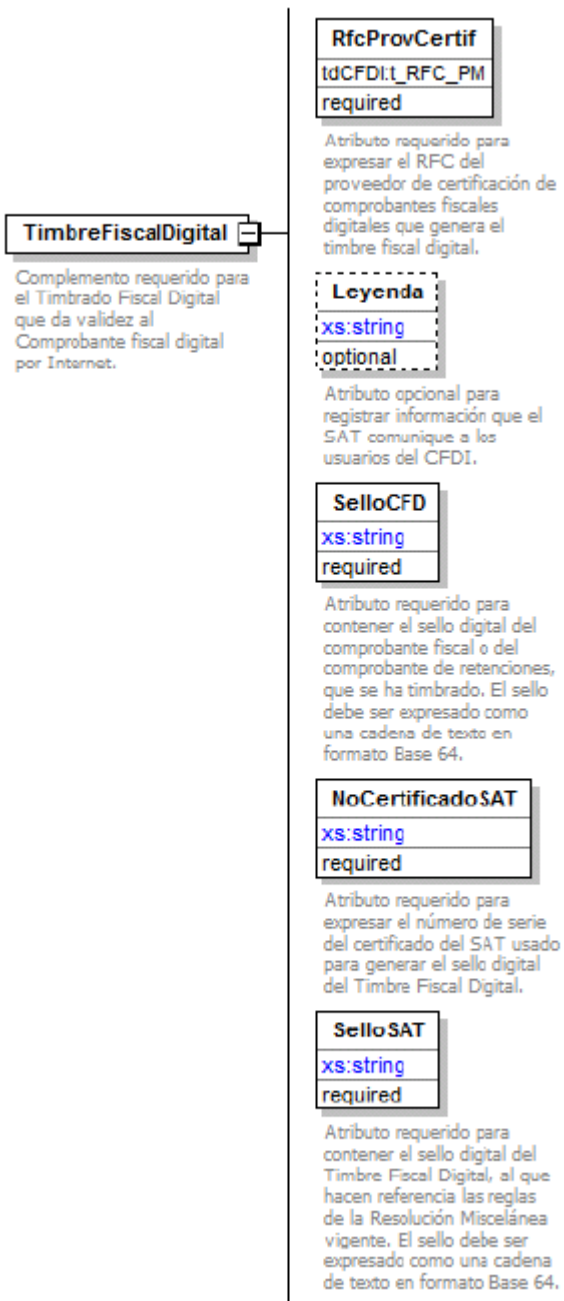 RfcProvCertif
tdCFDI:t_RFC_PM
required
Atributo requerido para
expresar el RFC del
proveedor de certificación de
comprobantes fiscales
digitales que genera el
timbre fiscal digital.
TimbreFiscalDigital
Complemento requerido para
el Timbrado Fiscal Digital
que da validez al
Comprobante fiscal digital
por Internet.
Leyenda
xs:string
optional
Atributo opcional para
registrar información que el
SAT comunique a los
usuarios del CFDI.
SelloCFD
xs:string
required
Atributo requerido para
contener el sello digital del
comprobante fiscal o del
comprobante de retenciones,
que se ha timbrado. El sello
debe ser expresado como
una cadena de texto en
formato Base 64.
NoCertificadoSAT
xs:string
required
Atributo requerido para
expresar el número de serie
del certificado del SAT usado
para generar el sello digital
del Timbre Fiscal Digital.
SelloSAT
xs:string
required
Atributo requerido para
contener el sello digital del
Timbre Fiscal Digital, al que
hacen referencia las reglas
de la Resolución Miscelánea
vigente. El sello debe ser
expresado como una cadena
de texto en formato Base 64.